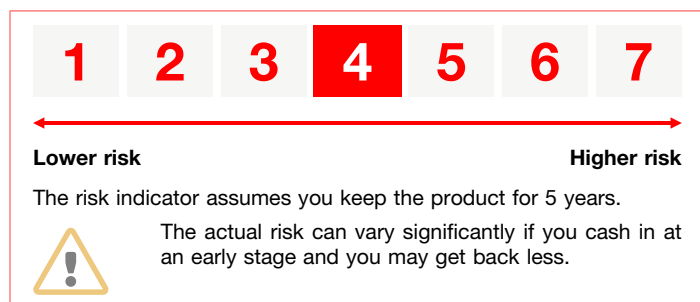 1 2 3 4 5 6 7
Lower risk Higher risk
The risk indicator assumes you keep the product for 5 years.
The actual risk can vary significantly if you cash in at
an early stage and you may get back less.